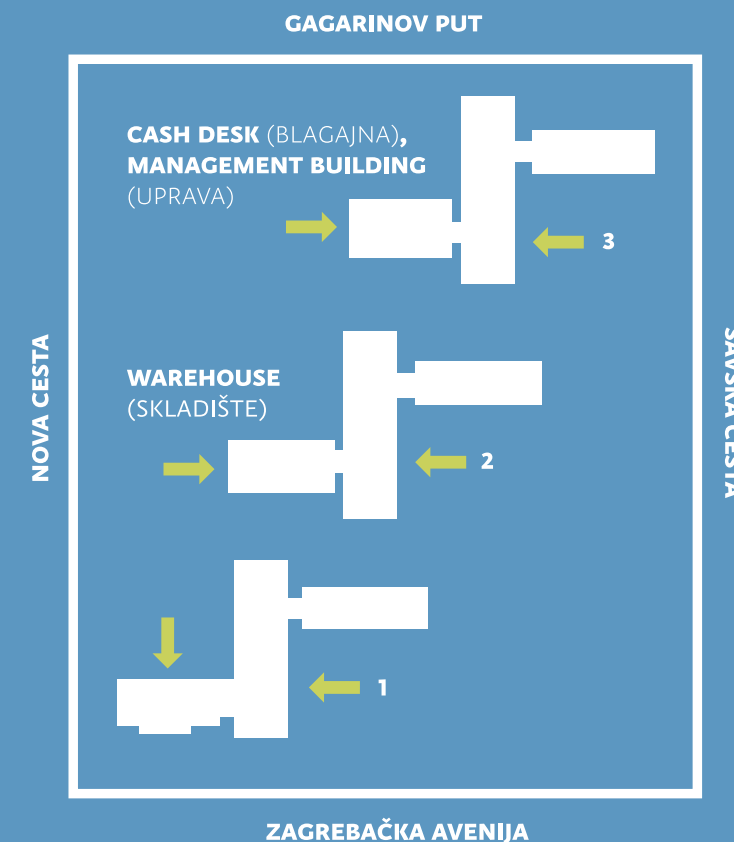 GAGARINOV PUT
CASH DESK (BLAGAJNA),
MANAGEMENT BUILDING
(UPRAVA)
3
NOVA CESTA
SAVSKA CESTA
WAREHOUSE
(SKLADIŠTE)
2
1
ZAGREBAČKA AVENIJA